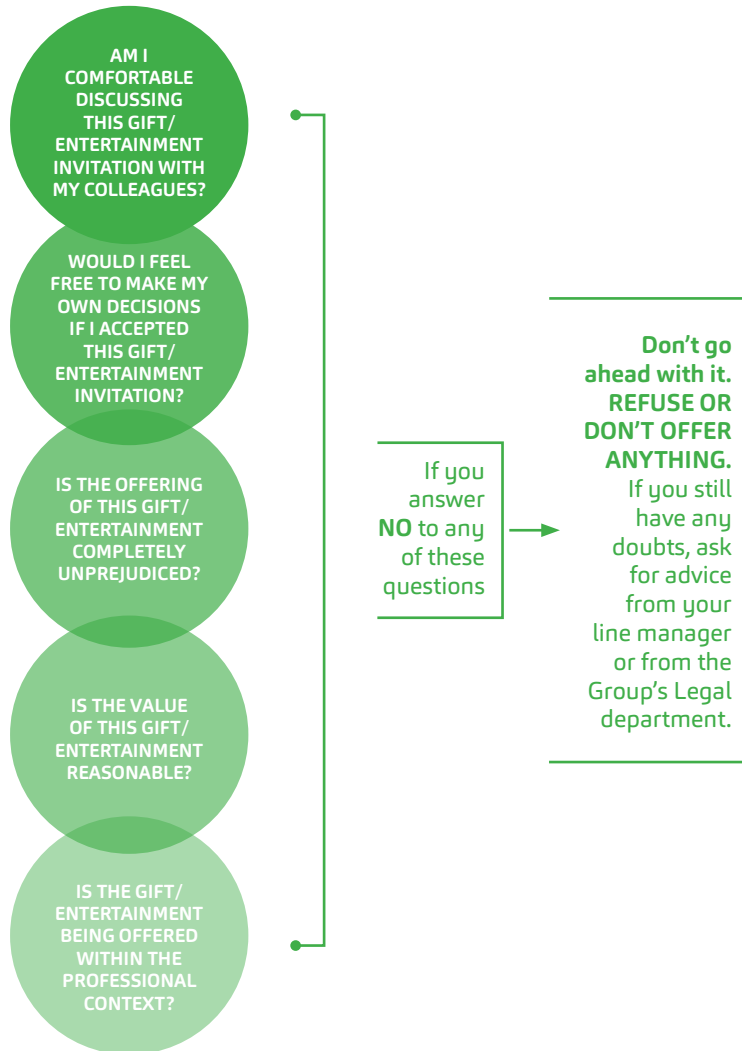 AM I
COMFORTABLE
DISCUSSING
THIS GIFT/
ENTERTAINMENT
INVITATION WITH
MY COLLEAGUES?
WOULD I FEEL
FREE TO MAKE MY
OWN DECISIONS
IF I ACCEPTED
THIS GIFT/
ENTERTAINMENT
INVITATION?
IS THE OFFERING
OF THIS GIFT/
ENTERTAINMENT
COMPLETELY
UNPREJUDICED?
IS THE VALUE
OF THIS GIFT/
ENTERTAINMENT
REASONABLE?
IS THE GIFT/
ENTERTAINMENT
BEING OFFERED
WITHIN THE
PROFESSIONAL
CONTEXT?
If you
answer
NO to any
of these
questions
Don't go
ahead with it.
REFUSE OR
DON'T OFFER
ANYTHING.
If you still
have any
doubts, ask
for advice
from your
line manager
or from the
Group's Legal
department.